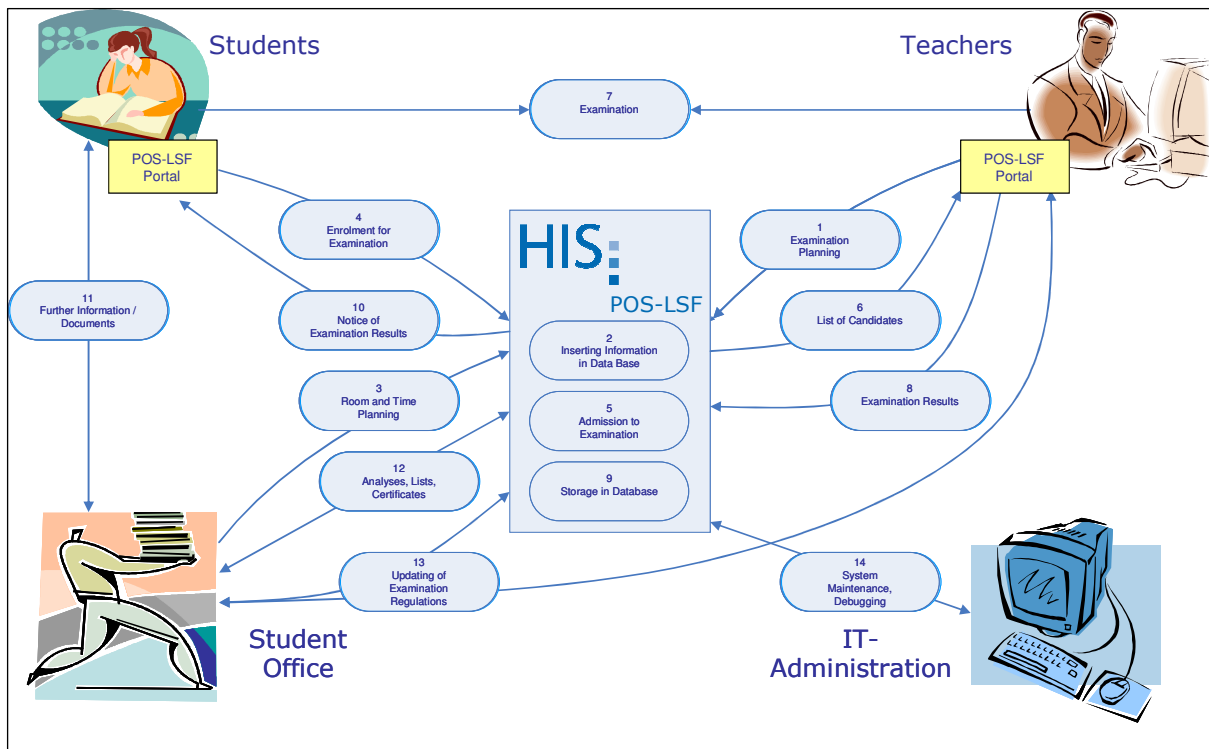 Students
Teachers
7
Examination
POS-LSF
Portal
POS-LSF
Portal
4
Enrolment for
Examination
1
Examination
Planning
HIS
POS-LSF
11
Further Information /
Documents
10
Notice of
Examination Results
6
List of Candidates
2
Inserting Information
in Data Base
3
Room and Time
Planning
8
Examination Results
5
Admission to
Examination
12
Analyses, Lists,
Certificates
9
Storage in Database
13
Updating of
Examination
Regulations
14
System
Maintenance,
Debugging
Student
Office
IT-
Administration